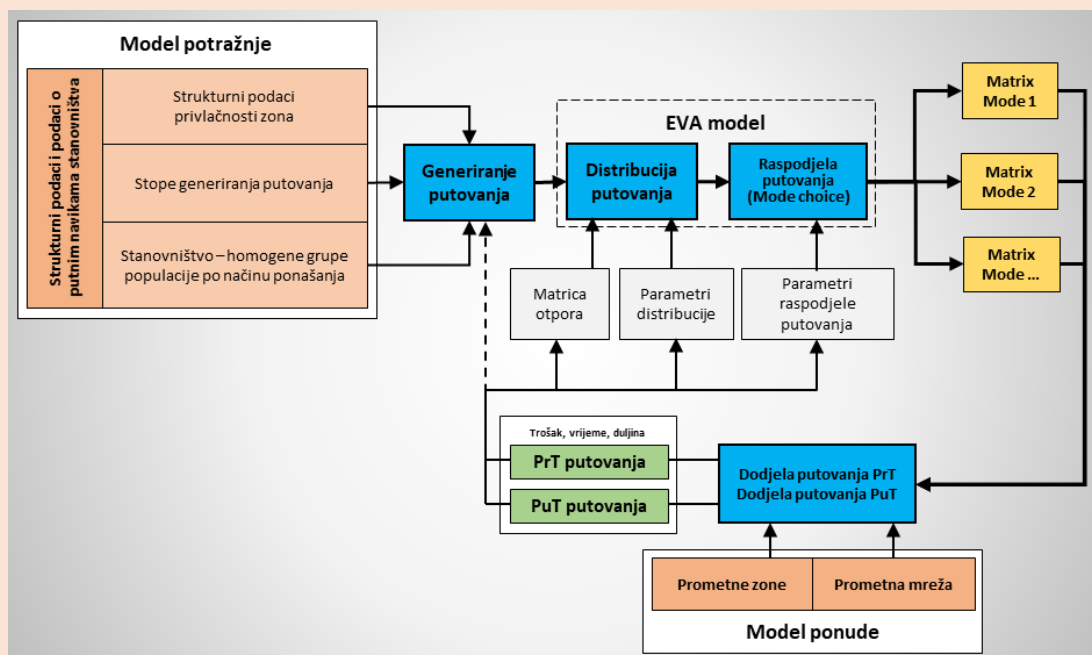 Model potražnje
Strukturni podaci i podaci o
putnim navikama stanovništva
Strukturni podaci
privlačnosti zona
Stope generiranja putovanja
Stanovništvo – homogene grupe
populacije po načinu ponašanja
Generiranje
putovanja
EVA model
Distribucija
putovanja
Raspodjela
putovanja
(Mode choice)
Matrix
Mode 1
Matrix
Mode 2
Matrix
Mode ...
Matrica
otpora
Parametri
distribucije
Parametri
raspodjele
putovanja
Trošak, vrijeme, duljina
PrT putovanja
PuT putovanja
Dodjela putovanja PrT
Dodjela putovanja PuT
Prometne zone
Prometna mreža
Model ponude